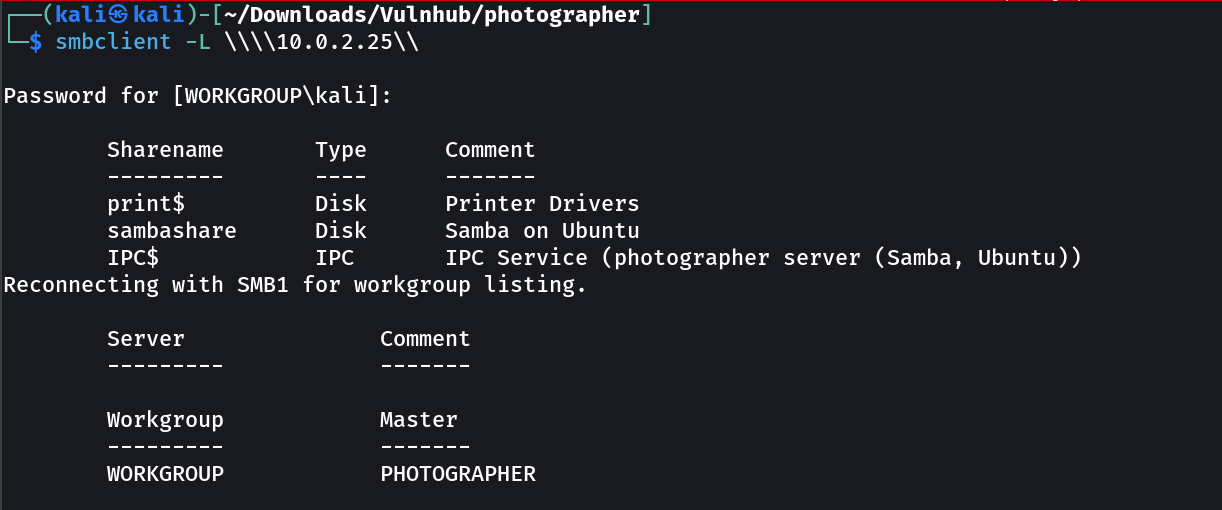 ┌──(kali㉿kali)-[~/Downloads/Vulnhub/photographer]
└─$ smbclient -L \\\\10.0.2.25\\
Password for [WORKGROUP\kali]:
Sharename Type Comment
--------- ---- -------
print$ Disk Printer Drivers
sambashare Disk Samba on Ubuntu
IPC$ IPC IPC Service (photographer server (Samba, Ubuntu))
Reconnecting with SMB1 for workgroup listing.
Server Comment
--------- -------
Workgroup Master
--------- -------
WORKGROUP PHOTOGRAPHER